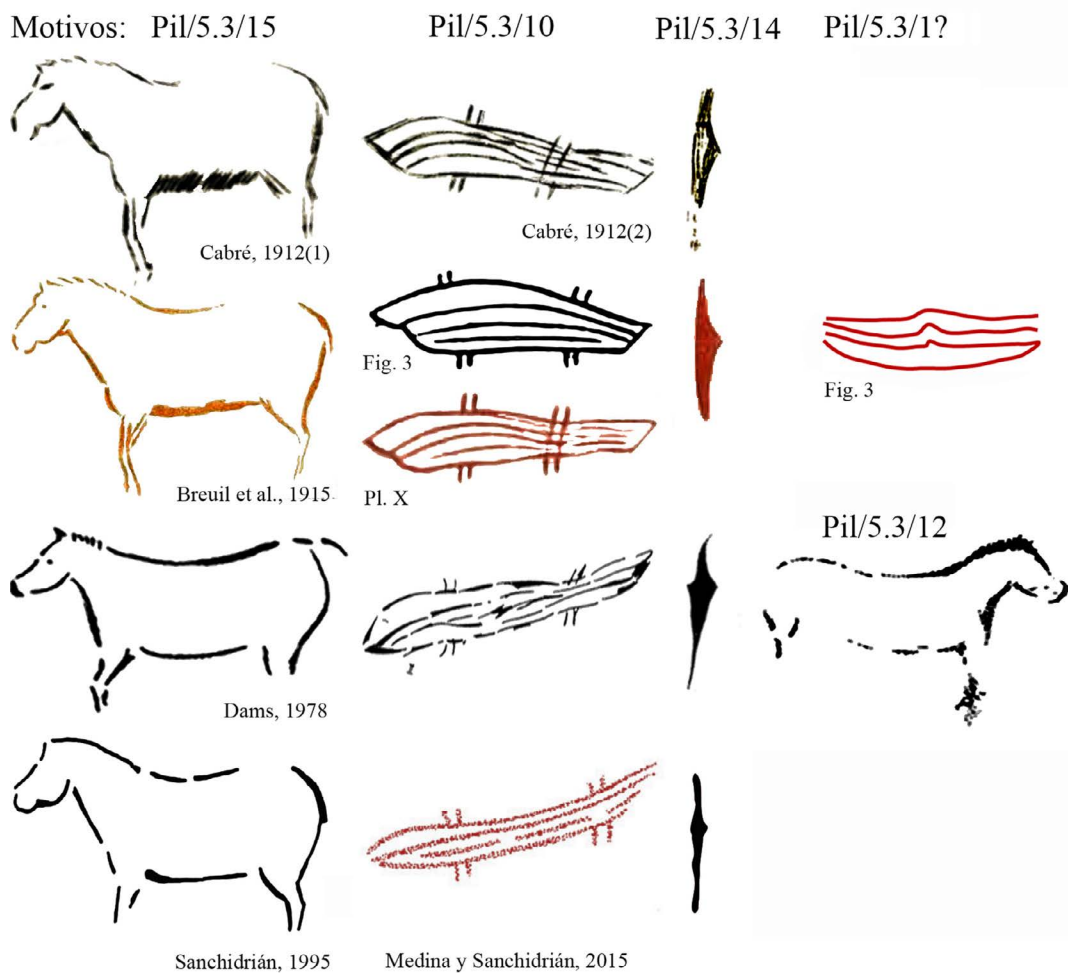 Motivos: Pil/5.3/15 Pil/5.3/10 Pil/5.3/14 Pil/5.3/1?
Cabré, 1912(1)
Cabré, 1912(2)
Fig. 3
Fig. 3
Breuil et al., 1915
Pl. X
Pil/5.3/12
Dams, 1978
Sanchidrián, 1995
Medina y Sanchidrián, 2015